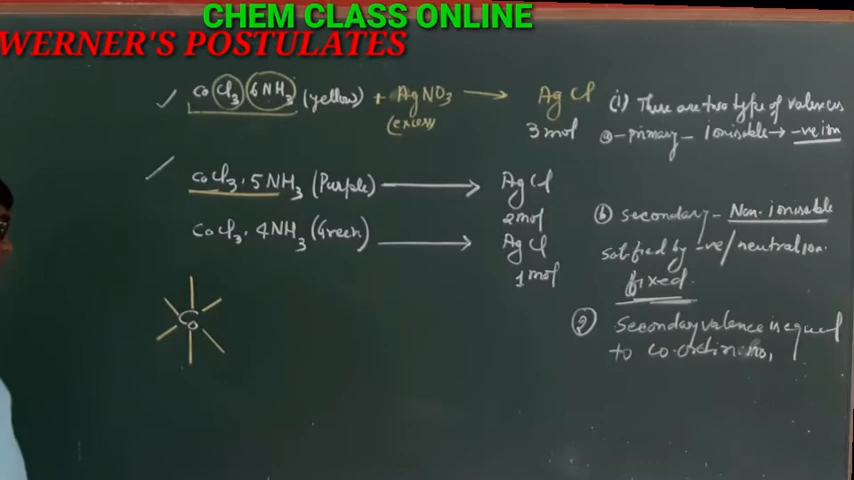 CHEM CLASS ONLINE
WERNER'S POSTULATES
CoCl3 6NH3 (yellow) + AgNO3 → AgCl
(excess)
3 mol
CoCl3. 5NH3 (Purple) → AgCl
2 mol
CoCl3. 4NH3 (Green) → AgCl
1 mol
Co
(i) There are two type of valences
(a) - primary - ionisable → -ve ion
(b) secondary - Non-ionisable
satisfied by -ve/neutral ion.
fixed.
(2) Secondary valence is equal
to co-ordin no,